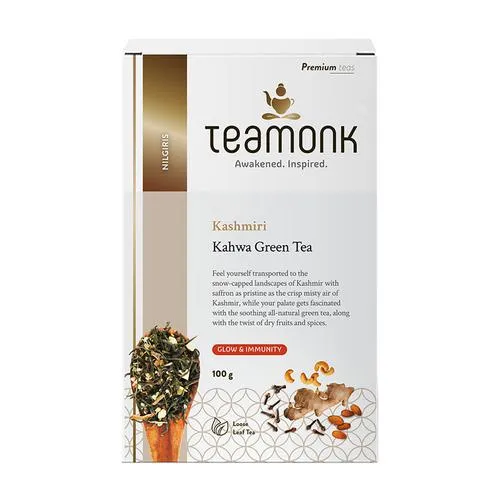 Premium teas
NILGIRIS
TEAMONK
Awakened. Inspired.
Kashmiri
Kahwa Green Tea
Feel yourself transported to the
snow-capped landscapes of Kashmir with
saffron as pristine as the crisp misty air of
Kashmir, while your palate gets fascinated
with the soothing all-natural green tea, along
with the twist of dry fruits and spices.
GLOW & IMMUNITY
100 g
Loose
Leaf Tea